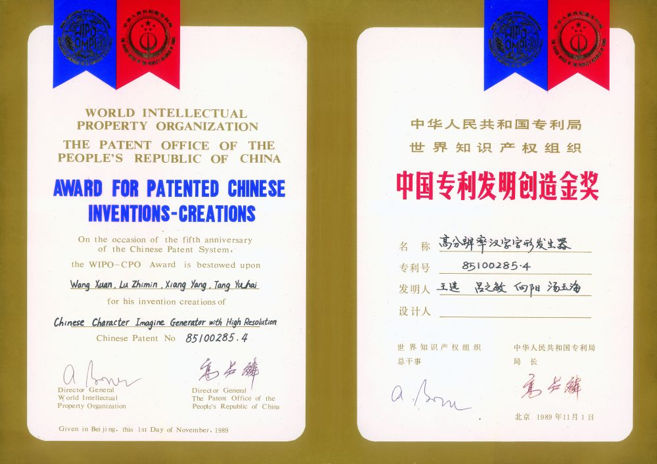 WORLD INTELLECTUAL
PROPERTY ORGANIZATION
THE PATENT OFFICE OF THE
PEOPLE'S REPUBLIC OF CHINA
AWARD FOR PATENTED CHINESE
INVENTIONS-CREATIONS
On the occasion of the fifth anniversary
of the Chinese Patent System,
the WIPO-CPO Award is bestowed upon
Wang Xuan, Lu Zhimin, Xiang Yang, Tang Yuhai
for his invention creations of
Chinese Character Imagine Generator with High Resolution
Chinese Patent No 85100285.4
Director General
World Intellectual
Property Organization
Director General
The Patent Office of the
People's Republic of China
Given in Beijing, this 1st Day of November, 1989
中华人民共和国专利局
世界知识产权组织
中国专利发明创造金奖
名 称 高分辨率汉字字形发生器
专利号 85100285·4
发明人 王选 吕之敏 向阳 汤玉海
设计人
世界知识产权组织
总干事
中华人民共和国专利局
局 长
北京 1989年11月1日